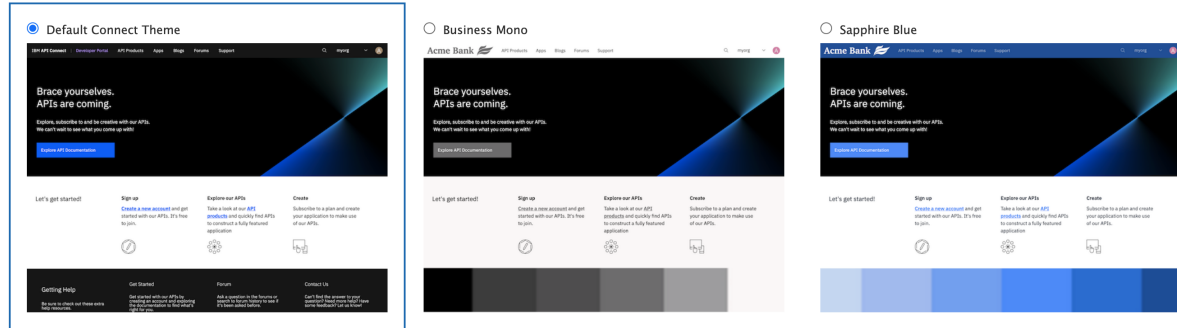 Default Connect Theme
IBM API Connect | Developer Portal API Products Apps Blogs Forums Support myorg A
Brace yourselves.
APIs are coming.
Explore, subscribe to and be creative with our APIs.
We can't wait to see what you come up with!
Explore API Documentation
Let's get started!
Sign up
Create a new account and get
started with our APIs. It's free
to join.
Explore our APIs
Take a look at our API
products and quickly find APIs
to construct a fully featured
application
Create
Subscribe to a plan and create
your application to make use
of our APIs.
Getting Help
Be sure to check out these extra
help resources.
Get Started
Get started with our APIs by
creating an account and exploring
the documentation to find what's
right for you.
Forum
Ask a question in the forums or
search to forum history to see if
it's been asked before.
Contact Us
Can't find the answer to your
question? Need more help? Have
some feedback? Let us know!
Business Mono
Acme Bank API Products Apps Blogs Forums Support myorg A
Brace yourselves.
APIs are coming.
Explore, subscribe to and be creative with our APIs.
We can't wait to see what you come up with!
Explore API Documentation
Let's get started!
Sign up
Create a new account and get
started with our APIs. It's free
to join.
Explore our APIs
Take a look at our API
products and quickly find APIs
to construct a fully featured
application
Create
Subscribe to a plan and create
your application to make use
of our APIs.
Sapphire Blue
Acme Bank API Products Apps Blogs Forums Support myorg A
Brace yourselves.
APIs are coming.
Explore, subscribe to and be creative with our APIs.
We can't wait to see what you come up with!
Explore API Documentation
Let's get started!
Sign up
Create a new account and get
started with our APIs. It's free
to join.
Explore our APIs
Take a look at our API
products and quickly find APIs
to construct a fully featured
application
Create
Subscribe to a plan and create
your application to make use
of our APIs.